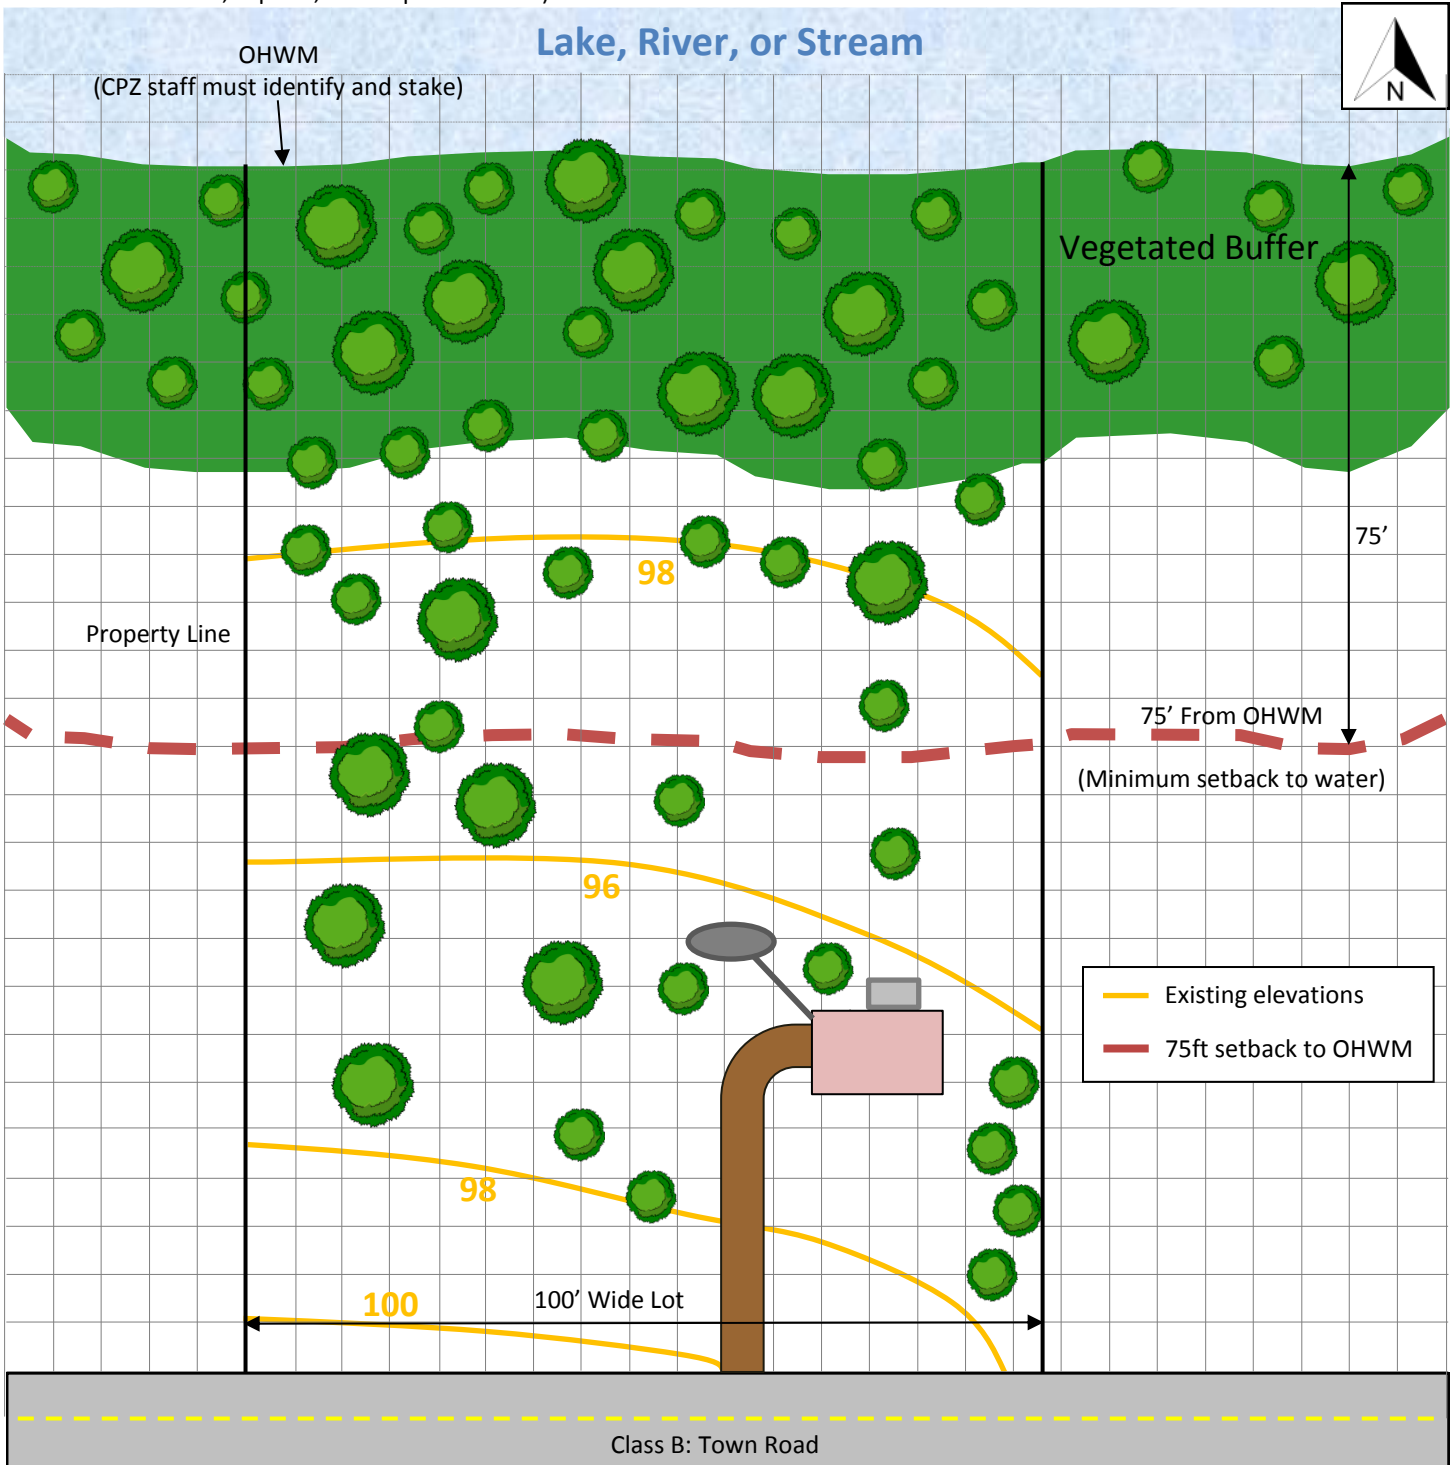 Lake, River, or Stream
N
OHWM
(CPZ staff must identify and stake)
Vegetated Buffer
75’
98
Property Line
75’ From OHWM
(Minimum setback to water)
96
Existing elevations
75ft setback to OHWM
98
100
100’ Wide Lot
Class B: Town Road